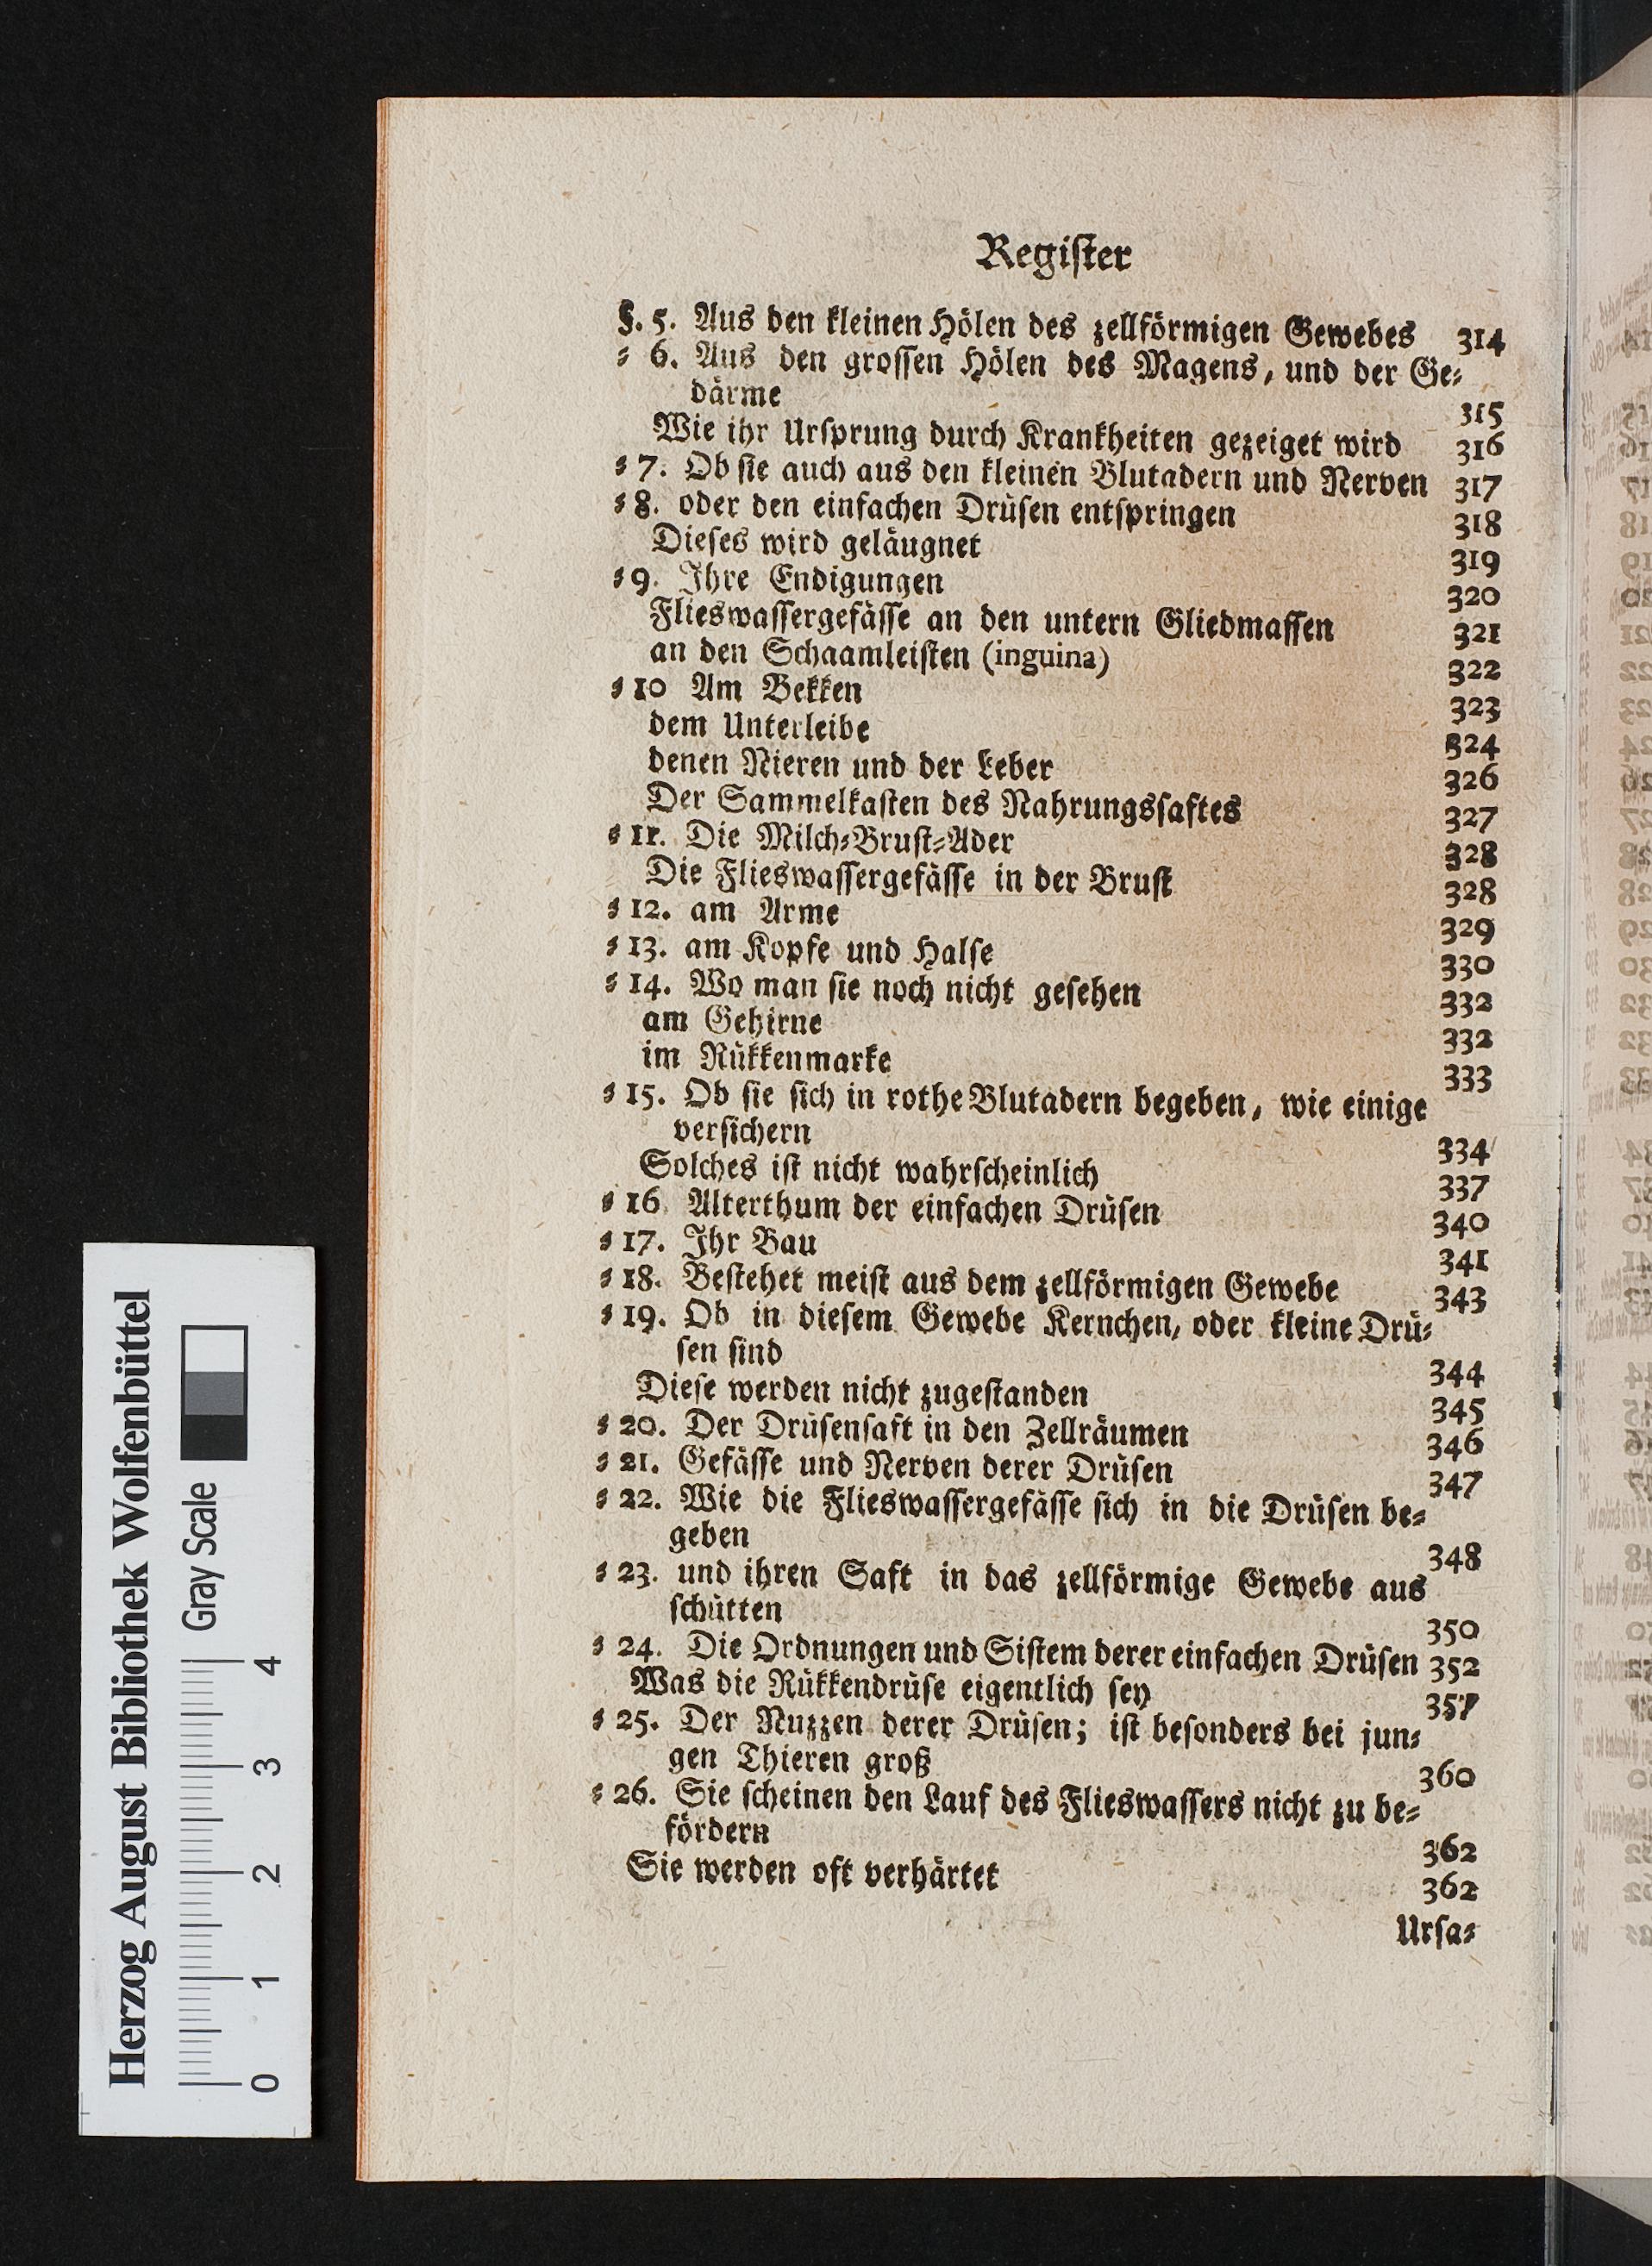 Register
§. 5. Aus den kleinen Hölen des zellförmigen Gewebes 314
⸗ 6. Aus den grossen Hölen des Magens, und der Ge⸗
därme 315
Wie ihr Ursprung durch Krankheiten gezeiget wird 316
⸗ 7. Ob sie auch aus den kleinen Blutadern und Nerven 317
⸗ 8. oder den einfachen Drüsen entspringen 318
Dieses wird geläugnet 319
⸗ 9. Ihre Endigungen 320
Flieswassergefässe an den untern Gliedmassen 321
an den Schaamleisten (inguina) 322
⸗ 10 Am Bekken 323
dem Unterleibe 324
denen Nieren und der Leber 326
Der Sammelkasten des Nahrungssaftes 327
⸗ 11. Die Milch⸗Brust⸗Ader 328
Die Flieswassergefässe in der Brust 328
⸗ 12. am Arme 329
⸗ 13. am Kopfe und Halse 330
⸗ 14. Wo man sie noch nicht gesehen 332
am Gehirne 332
im Rükkenmarke 333
⸗ 15. Ob sie sich in rothe Blutadern begeben, wie einige
versichern 334
Solches ist nicht wahrscheinlich 337
⸗ 16. Alterthum der einfachen Drüsen 340
⸗ 17. Ihr Bau 341
⸗ 18. Bestehet meist aus dem zellförmigen Gewebe 343
⸗ 19. Ob in diesem Gewebe Kernchen, oder kleine Drü⸗
sen sind 344
Diese werden nicht zugestanden 345
⸗ 20. Der Drüsensaft in den Zellräumen 346
⸗ 21. Gefässe und Nerven derer Drüsen 347
⸗ 22. Wie die Flieswassergefässe sich in die Drüsen be⸗
geben 348
⸗ 23. und ihren Saft in das zellförmige Gewebe aus
schütten 350
⸗ 24. Die Ordnungen und Sistem derer einfachen Drüsen 352
Was die Rükkendrüse eigentlich sey 357
⸗ 25. Der Nuzzen derer Drüsen; ist besonders bei jun⸗
gen Thieren groß 360
⸗ 26. Sie scheinen den Lauf des Flieswassers nicht zu be⸗
fördern 362
Sie werden oft verhärtet 362
Ursa⸗
Herzog August Bibliothek Wolfenbüttel
Gray Scale
0 1 2 3 4